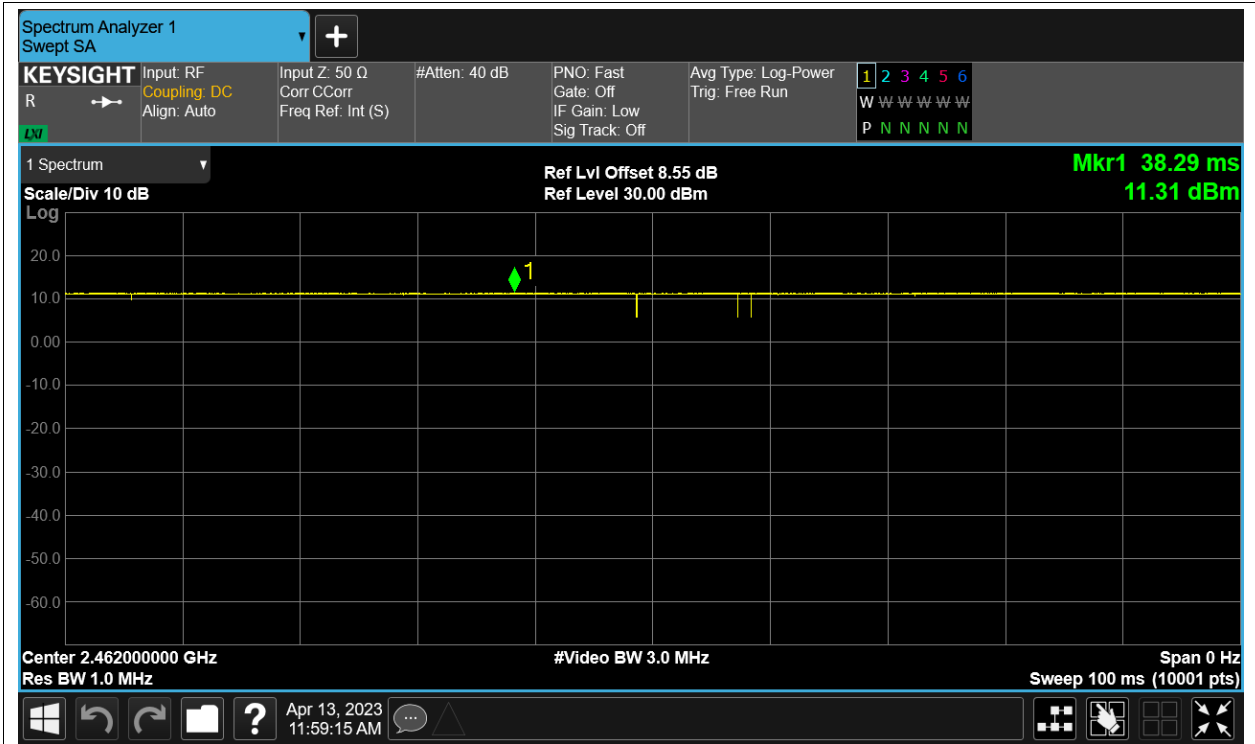 Spectrum Analyzer 1
Swept SA
KEYSIGHT
R
LXI
Input: RF
Coupling: DC
Align: Auto
Input Z: 50 Ω
Corr CCorr
Freq Ref: Int (S)
#Atten: 40 dB
PNO: Fast
Gate: Off
IF Gain: Low
Sig Track: Off
Avg Type: Log-Power
Trig: Free Run
1 2 3 4 5 6
W W W W W W
P N N N N N
1 Spectrum
Scale/Div 10 dB
Log
Ref Lvl Offset 8.55 dB
Ref Level 30.00 dBm
Mkr1 38.29 ms
11.31 dBm
1
20.0
10.0
0.00
-10.0
-20.0
-30.0
-40.0
-50.0
-60.0
Center 2.462000000 GHz
Res BW 1.0 MHz
#Video BW 3.0 MHz
Span 0 Hz
Sweep 100 ms (10001 pts)
?
Apr 13, 2023
11:59:15 AM